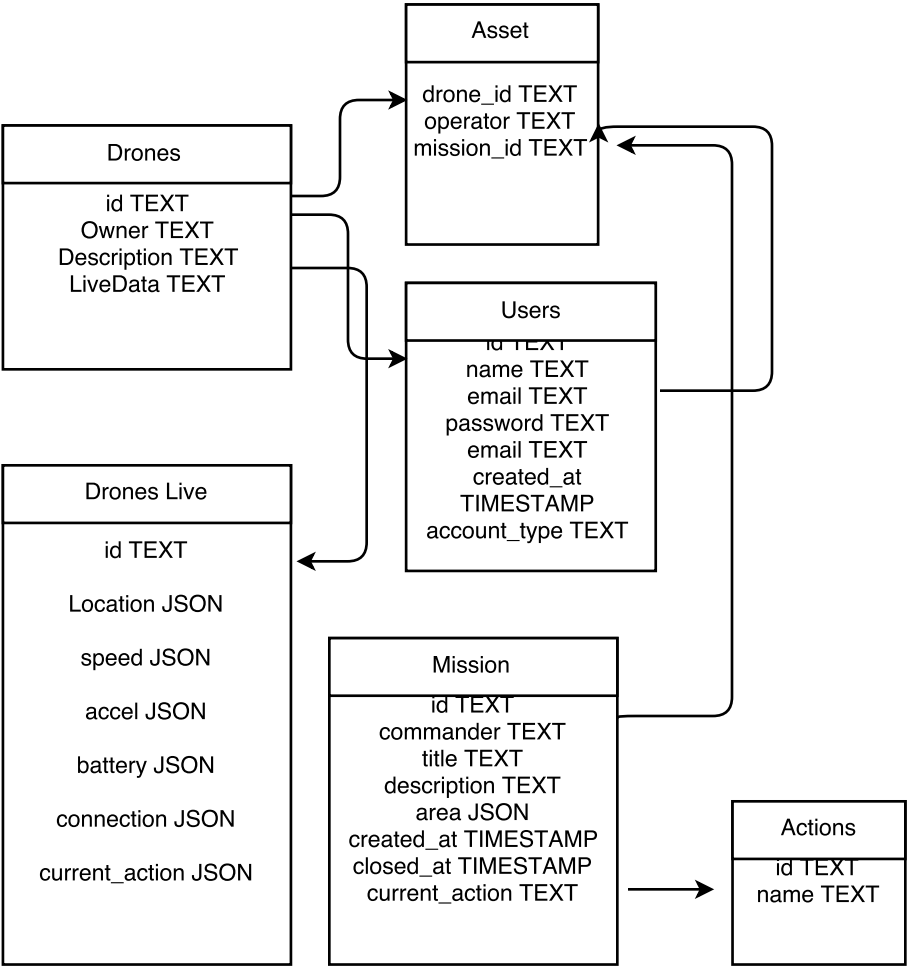 Asset
drone_id TEXT
operator TEXT
mission_id TEXT
Drones
id TEXT
Owner TEXT
Description TEXT
LiveData TEXT
Users
id TEXT
name TEXT
email TEXT
password TEXT
email TEXT
created_at
TIMESTAMP
account_type TEXT
Drones Live
id TEXT
Location JSON
speed JSON
accel JSON
battery JSON
connection JSON
current_action JSON
Mission
id TEXT
commander TEXT
title TEXT
description TEXT
area JSON
created_at TIMESTAMP
closed_at TIMESTAMP
current_action TEXT
Actions
id TEXT
name TEXT